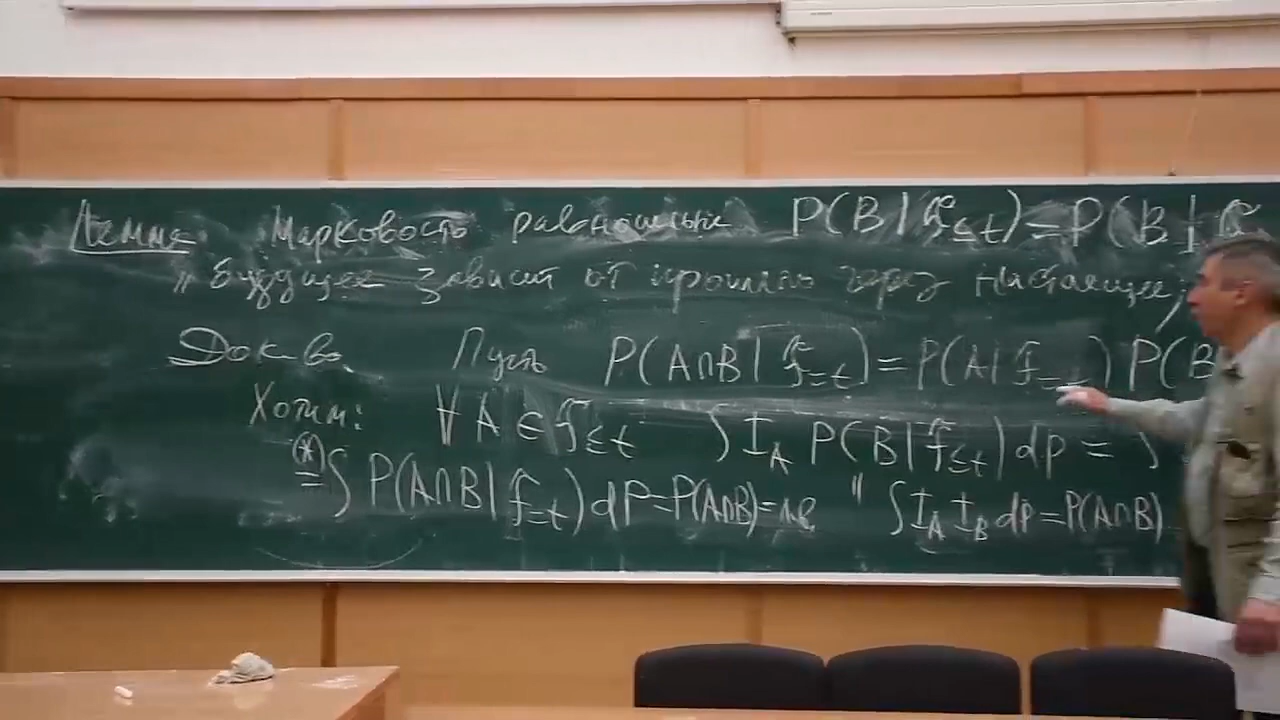 Лемма: Марковость равносильна P(B | F≤t) = P(B | F
"Будущее зависит от прошлого через настоящее"
Док-во Пусть P(A∩B | F=t) = P(A | F=t) P(B
Хотим: ∀ A ∈ F≤t ∫ I_A P(B | F≤t) dP = ∫
(*) = ∫ P(A∩B | F=t) dP = P(A∩B) = л.в. " ∫ I_A I_B dP = P(A∩B)